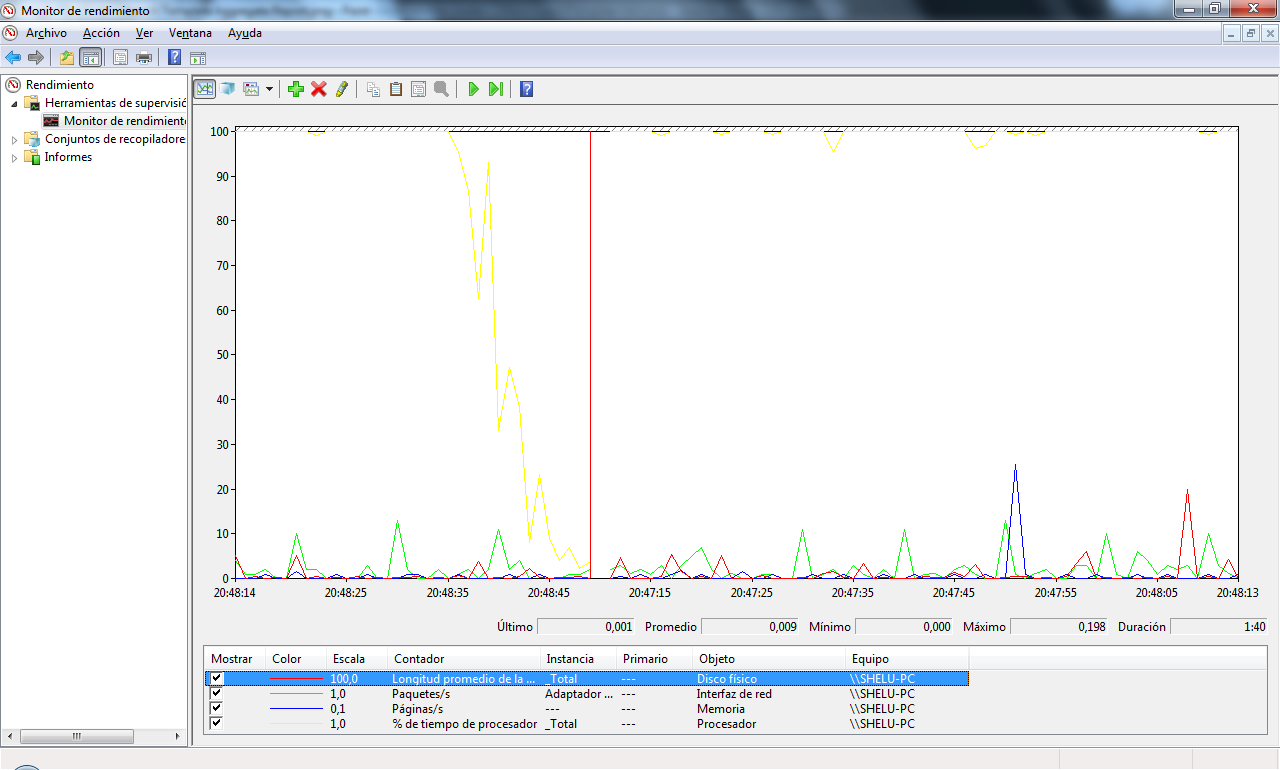 Monitor de rendimiento
Archivo Acción Ver Ventana Ayuda
Rendimiento
Herramientas de supervisió
Monitor de rendimient
Conjuntos de recopiladore
Informes
100
90
80
70
60
50
40
30
20
10
0
20:48:14 20:48:25 20:48:35 20:48:45 20:47:15 20:47:25 20:47:35 20:47:45 20:47:55 20:48:05 20:48:13
Último 0,001 Promedio 0,009 Mínimo 0,000 Máximo 0,198 Duración 1:40
Mostrar Color Escala Contador Instancia Primario Objeto Equipo
100,0 Longitud promedio de la ... _Total --- Disco físico \\SHELU-PC
1,0 Paquetes/s Adaptador ... --- Interfaz de red \\SHELU-PC
0,1 Páginas/s --- --- Memoria \\SHELU-PC
1,0 % de tiempo de procesador _Total --- Procesador \\SHELU-PC